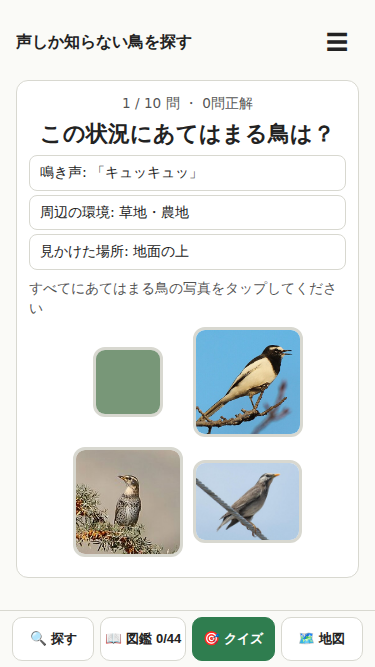 声しか知らない鳥を探す
1 / 10 問 ・ 0問正解
この状況にあてはまる鳥は？
鳴き声: 「キュッキュッ」
周辺の環境: 草地・農地
見かけた場所: 地面の上
すべてにあてはまる鳥の写真をタップしてくださ
い
🔍 探す
📖 図鑑 0/44
🎯 クイズ
🗺️ 地図